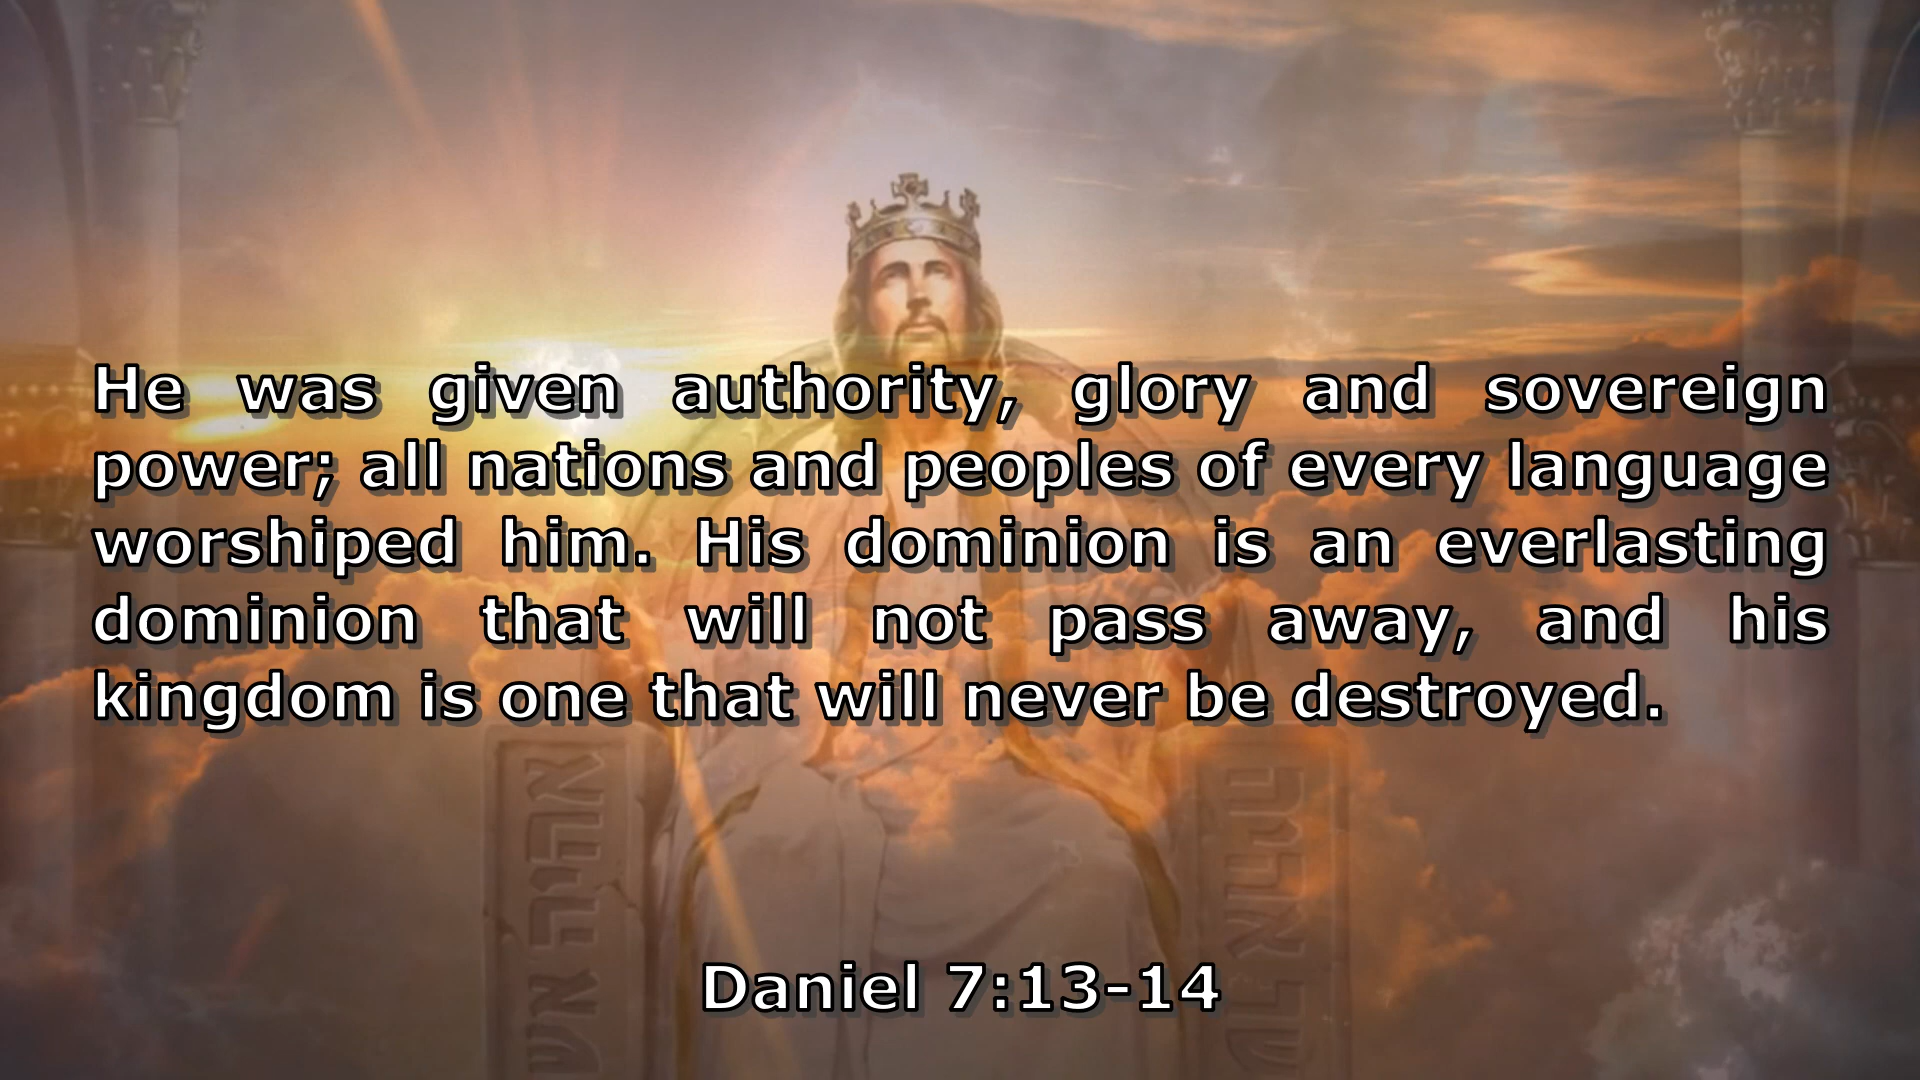 He was given authority, glory and sovereign
power; all nations and peoples of every language
worshiped him. His dominion is an everlasting
dominion that will not pass away, and his
kingdom is one that will never be destroyed.
אהיה אש
Daniel 7:13-14